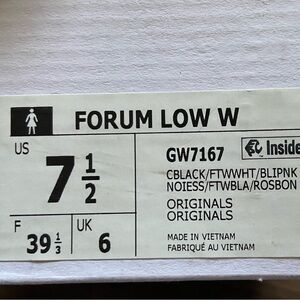 FORUM LOW W
US
7 1/2
F
39 1/3
UK
6
GW7167
Inside
CBLACK/FTWWHT/BLIPNK
NOIESS/FTWBLA/ROSBON
ORIGINALS
ORIGINALS
MADE IN VIETNAM
FABRIQUÉ AU VIETNAM